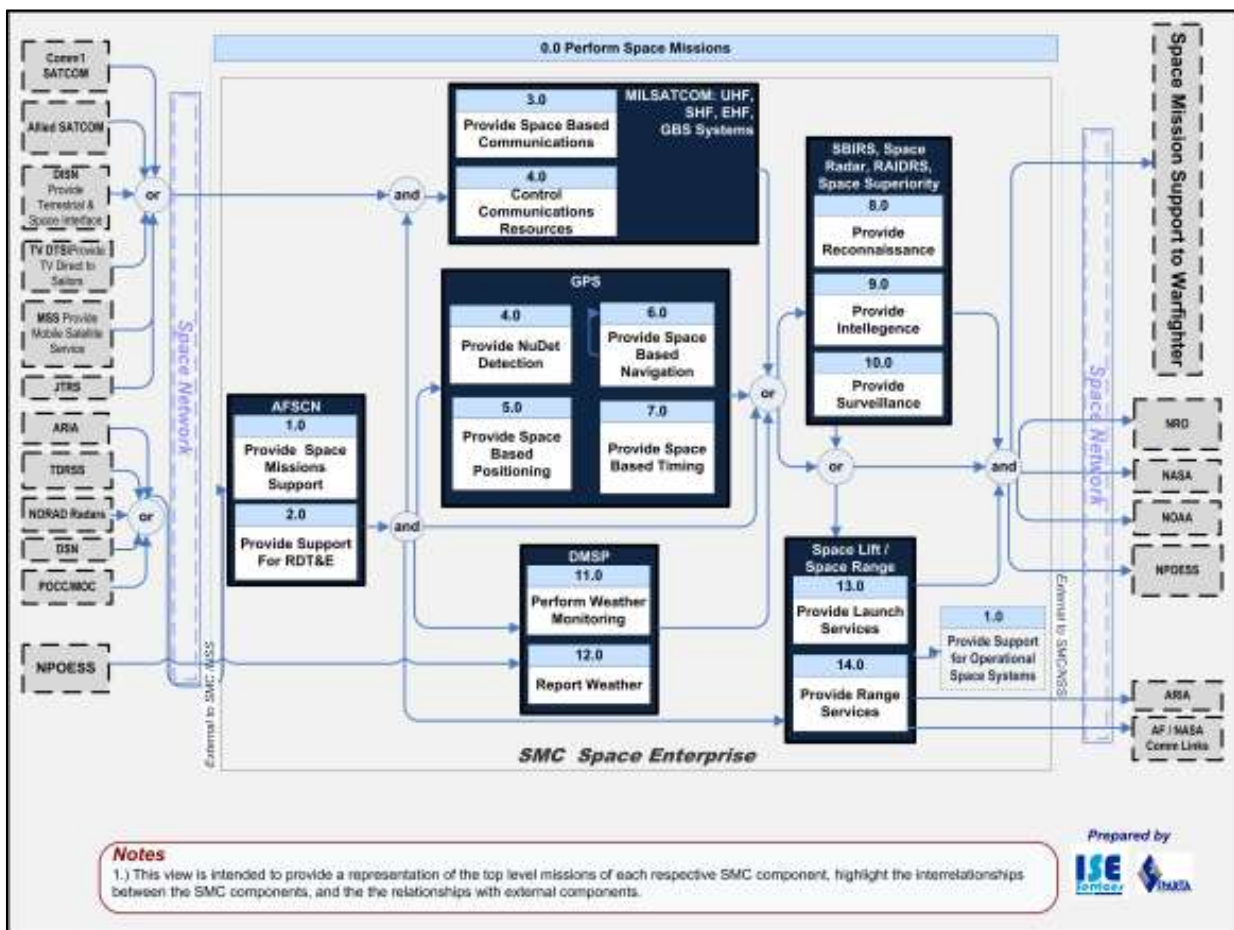 0.0 Perform Space Missions
Comm'l
SATCOM
Allied SATCOM
DISN
Provide
Terrestrial &
Space Interface
TV DTS Provide
TV Direct to
Sailors
MSS Provide
Mobile Satellite
Service
JTRS
ARIA
TDRSS
NORAD Radars
DSN
POCC/MOC
NPOESS
Space Network
External to SMC /NSS
or
or
AFSCN
1.0
Provide Space
Missions
Support
2.0
Provide Support
For RDT&E
and
and
3.0
Provide Space Based
Communications
4.0
Control
Communications
Resources
MILSATCOM: UHF,
SHF, EHF,
GBS Systems
GPS
4.0
Provide NuDet
Detection
6.0
Provide Space
Based
Navigation
5.0
Provide Space
Based
Positioning
7.0
Provide Space
Based Timing
DMSP
11.0
Perform Weather
Monitoring
12.0
Report Weather
or
SBIRS, Space
Radar, RAIDRS,
Space Superiority
8.0
Provide
Reconnaissance
9.0
Provide
Intellegence
10.0
Provide
Surveillance
or
and
Space Lift /
Space Range
13.0
Provide Launch
Services
14.0
Provide Range
Services
1.0
Provide Support
for Operational
Space Systems
External to SMC/NSS
Space Network
Space Mission Support to Warfighter
NRO
NASA
NOAA
NPOESS
ARIA
AF / NASA
Comm Links
SMC Space Enterprise
Notes
1.) This view is intended to provide a representation of the top level missions of each respective SMC component, highlight the interrelationships
between the SMC components, and the the relationships with external components.
Prepared by
ISE
SPARTA